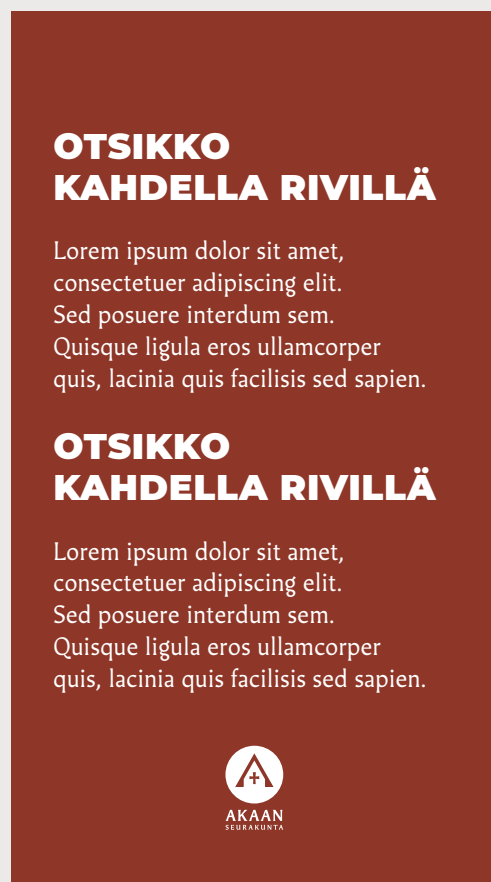 OTSIKKO
KAHDELLA RIVILLÄ
Lorem ipsum dolor sit amet,
consectetuer adipiscing elit.
Sed posuere interdum sem.
Quisque ligula eros ullamcorper
quis, lacinia quis facilisis sed sapien.
OTSIKKO
KAHDELLA RIVILLÄ
Lorem ipsum dolor sit amet,
consectetuer adipiscing elit.
Sed posuere interdum sem.
Quisque ligula eros ullamcorper
quis, lacinia quis facilisis sed sapien.
AKAAN
SEURAKUNTA